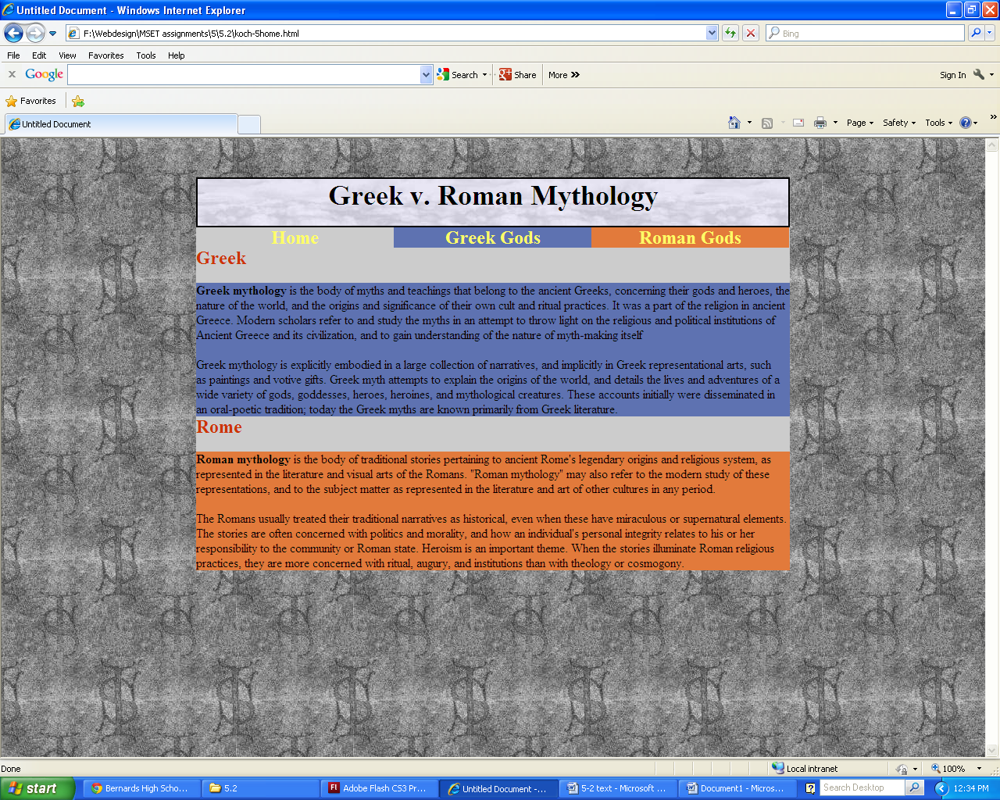 Untitled Document - Windows Internet Explorer
F:\Webdesign\MSET assignments\5\5.2\koch-5home.html
Bing
File Edit View Favorites Tools Help
x Google Search Share More » Sign In
Favorites
Untitled Document
Page Safety Tools »
Greek v. Roman Mythology
Home Greek Gods Roman Gods
Greek
Greek mythology is the body of myths and teachings that belong to the ancient Greeks, concerning their gods and heroes, the
nature of the world, and the origins and significance of their own cult and ritual practices. It was a part of the religion in ancient
Greece. Modern scholars refer to and study the myths in an attempt to throw light on the religious and political institutions of
Ancient Greece and its civilization, and to gain understanding of the nature of myth-making itself
Greek mythology is explicitly embodied in a large collection of narratives, and implicitly in Greek representational arts, such
as paintings and votive gifts. Greek myth attempts to explain the origins of the world, and details the lives and adventures of a
wide variety of gods, goddesses, heroes, heroines, and mythological creatures. These accounts initially were disseminated in
an oral-poetic tradition; today the Greek myths are known primarily from Greek literature.
Rome
Roman mythology is the body of traditional stories pertaining to ancient Rome's legendary origins and religious system, as
represented in the literature and visual arts of the Romans. "Roman mythology" may also refer to the modern study of these
representations, and to the subject matter as represented in the literature and art of other cultures in any period.
The Romans usually treated their traditional narratives as historical, even when these have miraculous or supernatural elements.
The stories are often concerned with politics and morality, and how an individual's personal integrity relates to his or her
responsibility to the community or Roman state. Heroism is an important theme. When the stories illuminate Roman religious
practices, they are more concerned with ritual, augury, and institutions than with theology or cosmogony.
Done Local intranet 100%
start Bernards High Scho... 5.2 Adobe Flash CS3 Pr... Untitled Document -... 5-2 text - Microsoft ... Document1 - Micros... Search Desktop 12:34 PM